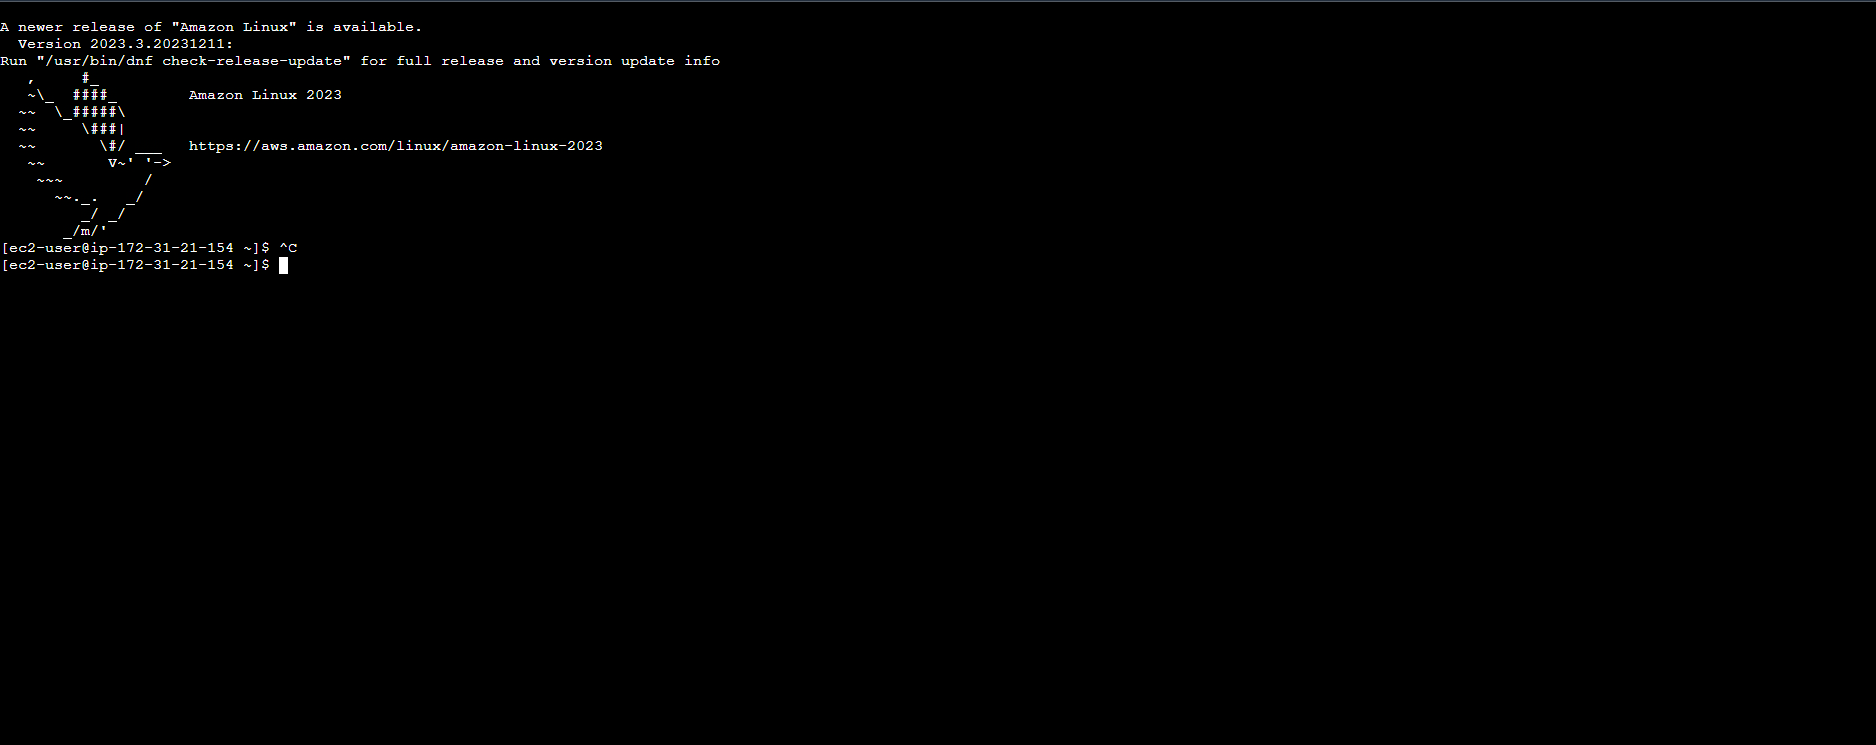 A newer release of "Amazon Linux" is available.
  Version 2023.3.20231211:
Run "/usr/bin/dnf check-release-update" for full release and version update info
   ,     #_
   ~\_  ####_        Amazon Linux 2023
  ~~  \_#####\
  ~~     \###|
  ~~       \#/ ___   https://aws.amazon.com/linux/amazon-linux-2023
   ~~       V~' '->
    ~~~         /
      ~~._.   _/
         _/ _/
       _/m/'
[ec2-user@ip-172-31-21-154 ~]$ ^C
[ec2-user@ip-172-31-21-154 ~]$